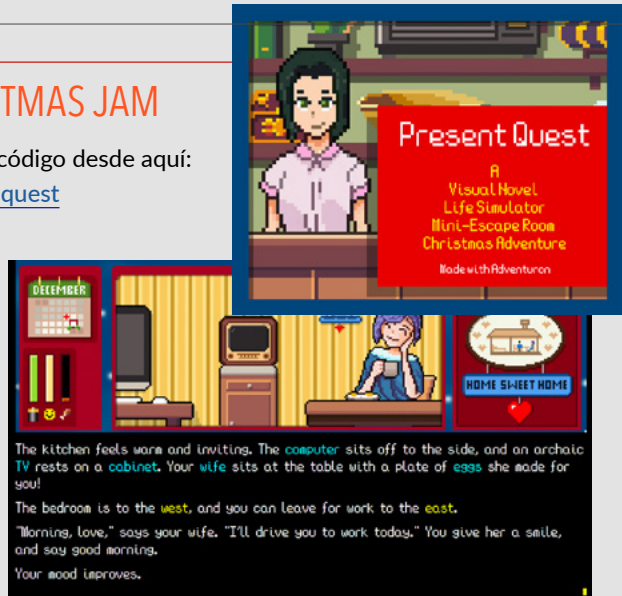 TMAS JAM
código desde aquí:
quest
Present Quest
A
Visual Novel
Life Simulator
Mini-Escape Room
Christmas Adventure
Made with Adventuron
DECEMBER
HOME SWEET HOME
The kitchen feels warm and inviting. The computer sits off to the side, and an archaic
TV rests on a cabinet. Your wife sits at the table with a plate of eggs she made for
you!
The bedroom is to the west, and you can leave for work to the east.
"Morning, love," says your wife. "I'll drive you to work today." You give her a smile,
and say good morning.
Your mood improves.